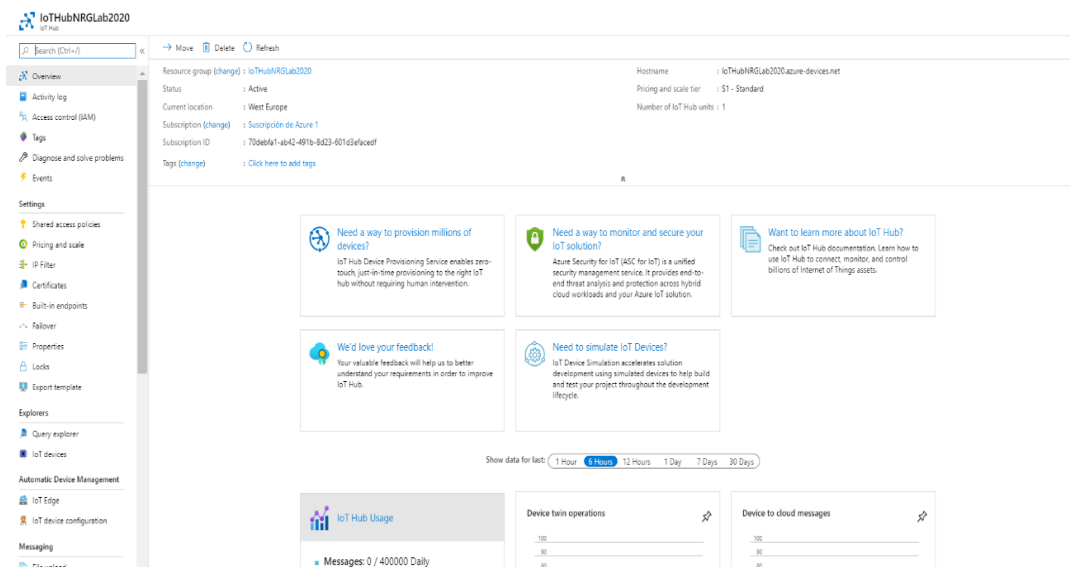 IoTHubNRGLab2020
IoT Hub
Search (Ctrl+/)
«
Overview
Activity log
Access control (IAM)
Tags
Diagnose and solve problems
Events
Settings
Shared access policies
Pricing and scale
IP Filter
Certificates
Built-in endpoints
Failover
Properties
Locks
Export template
Explorers
Query explorer
IoT devices
Automatic Device Management
IoT Edge
IoT device configuration
Messaging
File upload
Move Delete Refresh
Resource group (change) : IoTHubNRGLab2020
Status : Active
Current location : West Europe
Subscription (change) : Suscripción de Azure 1
Subscription ID : 70debfa1-ab42-491b-8d23-601d3efacedf
Tags (change) : Click here to add tags
Hostname : IoTHubNRGLab2020.azure-devices.net
Pricing and scale tier : S1 - Standard
Number of IoT Hub units : 1
Need a way to provision millions of
devices?
IoT Hub Device Provisioning Service enables zero-
touch, just-in-time provisioning to the right IoT
hub without requiring human intervention.
Need a way to monitor and secure your
IoT solution?
Azure Security for IoT (ASC for IoT) is a unified
security management service. It provides end-to-
end threat analysis and protection across hybrid
cloud workloads and your Azure IoT solution.
Want to learn more about IoT Hub?
Check out IoT Hub documentation. Learn how to
use IoT Hub to connect, monitor, and control
billions of Internet of Things assets.
We'd love your feedback!
Your valuable feedback will help us to better
understand your requirements in order to improve
IoT Hub.
Need to simulate IoT Devices?
IoT Device Simulation accelerates solution
development using simulated devices to help build
and test your project throughout the development
lifecycle.
Show data for last: 1 Hour 6 Hours 12 Hours 1 Day 7 Days 30 Days
IoT Hub Usage
Messages: 0 / 400000 Daily
Device twin operations
100
90
80
Device to cloud messages
100
90
80